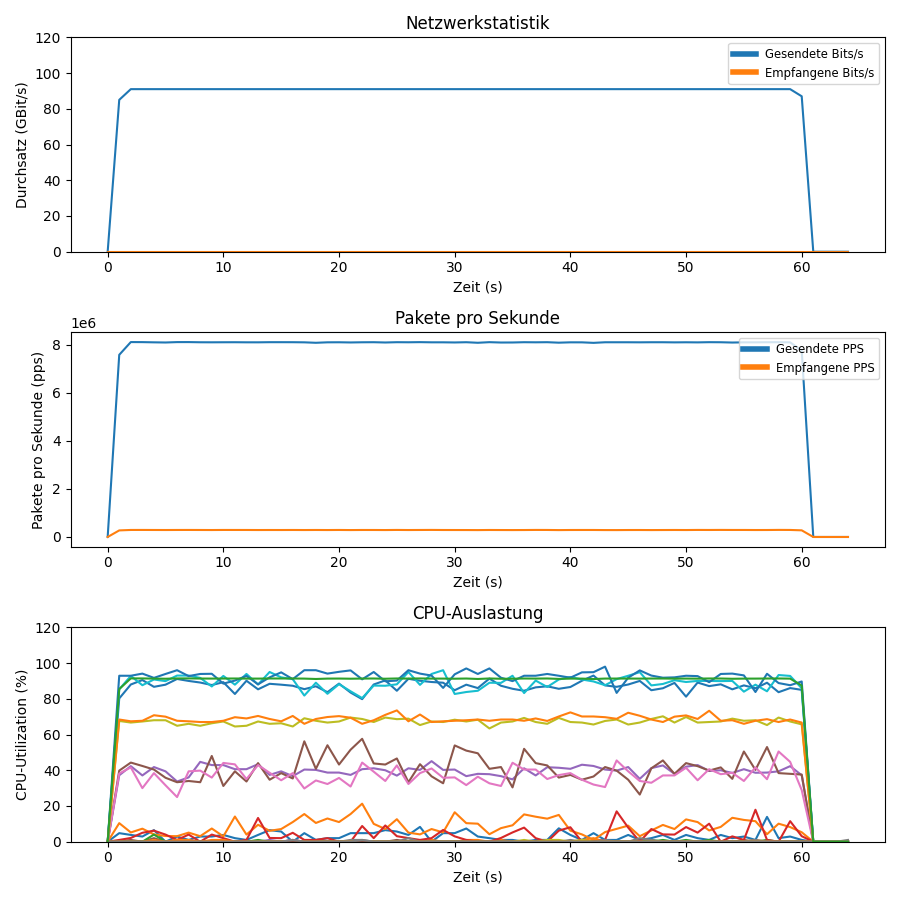 Netzwerkstatistik
120
100
80
60
40
20
0
Durchsatz (GBit/s)
Gesendete Bits/s
Empfangene Bits/s
0 10 20 30 40 50 60
Zeit (s)
Pakete pro Sekunde
1e6
8
6
4
2
0
Pakete pro Sekunde (pps)
Gesendete PPS
Empfangene PPS
0 10 20 30 40 50 60
Zeit (s)
CPU-Auslastung
120
100
80
60
40
20
0
CPU-Utilization (%)
0 10 20 30 40 50 60
Zeit (s)